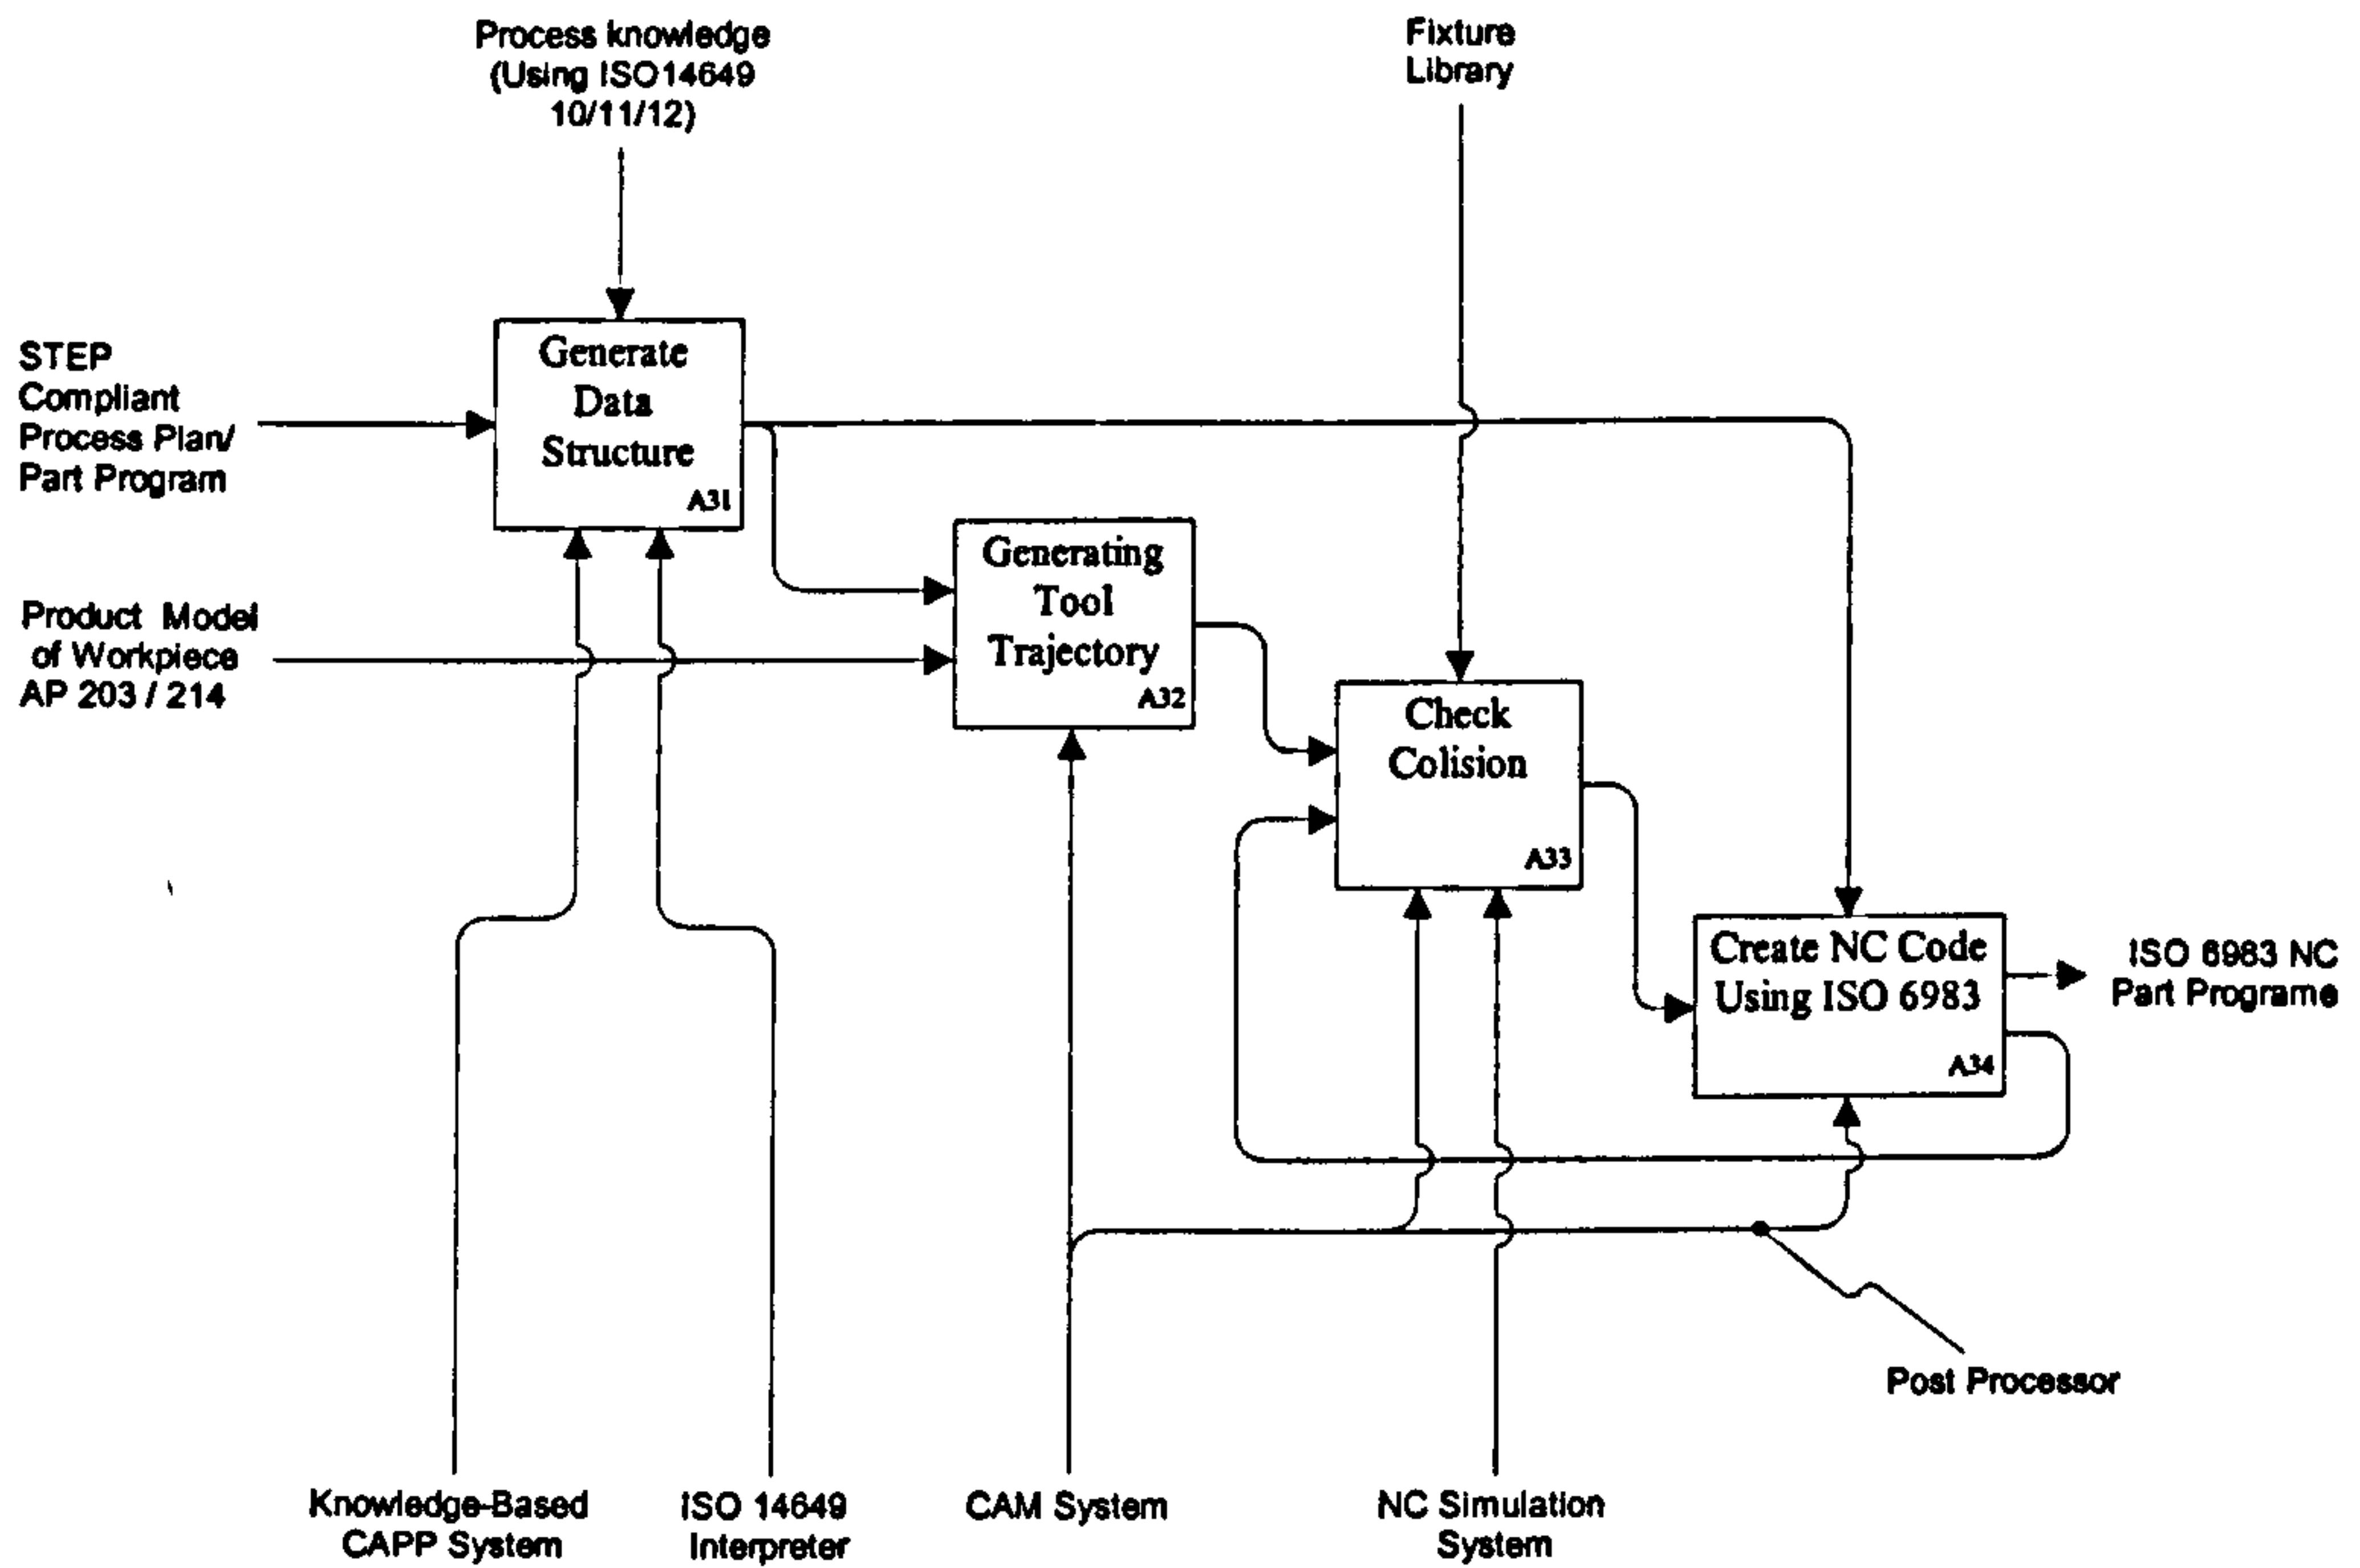 Process knowledge
(Using ISO14649
10/11/12)
Fixture
Library
STEP
Compliant
Process Plan/
Part Program
Generate
Data
Structure
A31
Product Model
of Workpiece
AP 203 / 214
Generating
Tool
Trajectory
A32
Check
Colision
A33
Create NC Code
Using ISO 6983
A34
ISO 6983 NC
Part Programe
Post Processor
Knowledge-Based
CAPP System
ISO 14649
Interpreter
CAM System
NC Simulation
System